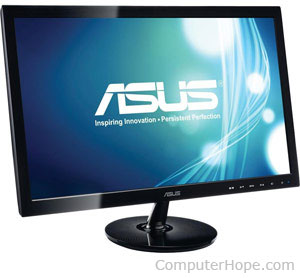 ASUS
Inspiring Innovation • Persistent Perfection
ASUS
ComputerHope.com